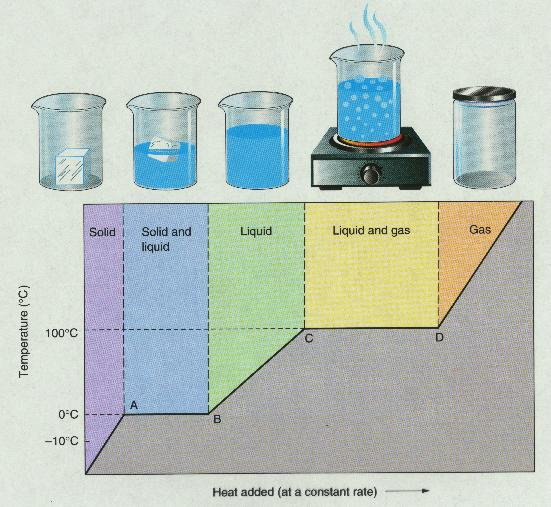 Solid
Solid and
liquid
Liquid
Liquid and gas
Gas
Temperature (°C)
100°C
C
D
A
0°C
B
–10°C
Heat added (at a constant rate)